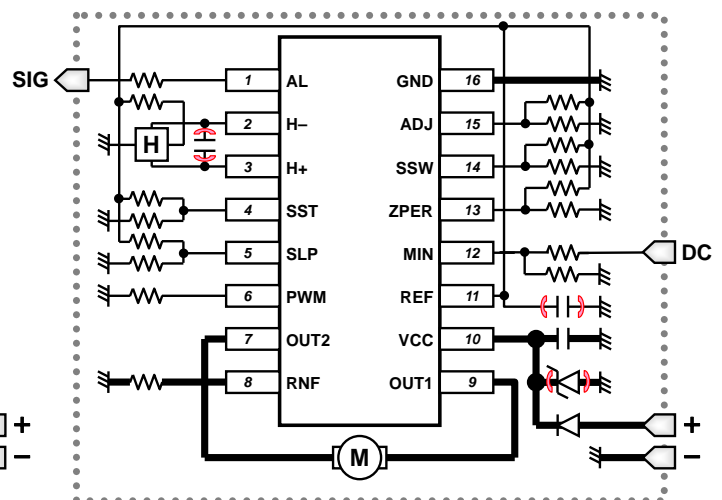 SIG
1 AL
2 H–
3 H+
4 SST
5 SLP
6 PWM
7 OUT2
8 RNF
GND 16
ADJ 15
SSW 14
ZPER 13
MIN 12
REF 11
VCC 10
OUT1 9
H
M
DC
+
–
+
–